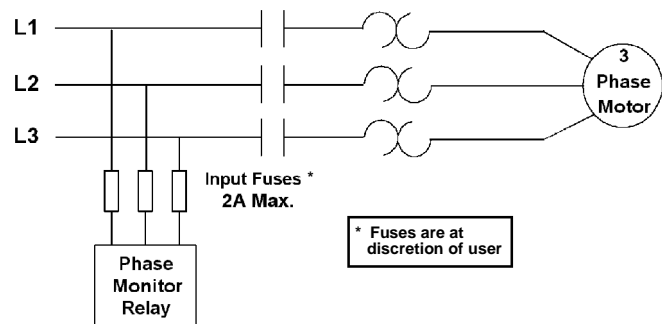 L1
L2
L3
3
Phase
Motor
Input Fuses *
2A Max.
* Fuses are at
discretion of user
Phase
Monitor
Relay